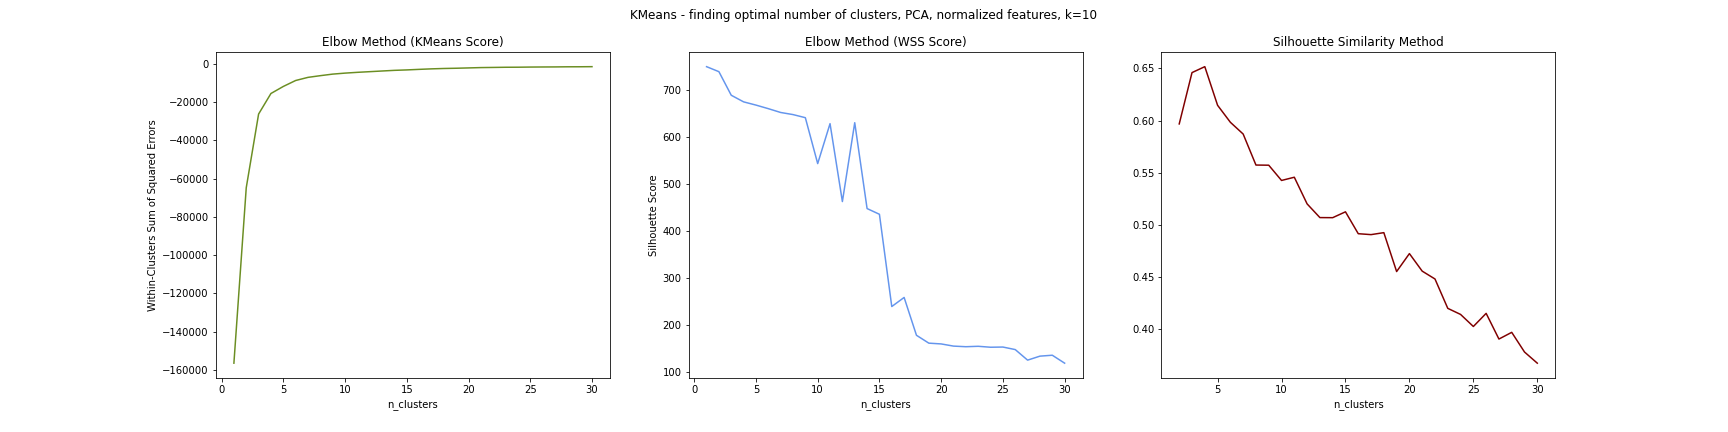 KMeans - finding optimal number of clusters, PCA, normalized features, k=10
Elbow Method (KMeans Score)
Within-Clusters Sum of Squared Errors
0
−20000
−40000
−60000
−80000
−100000
−120000
−140000
−160000
0 5 10 15 20 25 30
n_clusters
Elbow Method (WSS Score)
Silhouette Score
700
600
500
400
300
200
100
0 5 10 15 20 25 30
n_clusters
Silhouette Similarity Method
0.65
0.60
0.55
0.50
0.45
0.40
5 10 15 20 25 30
n_clusters